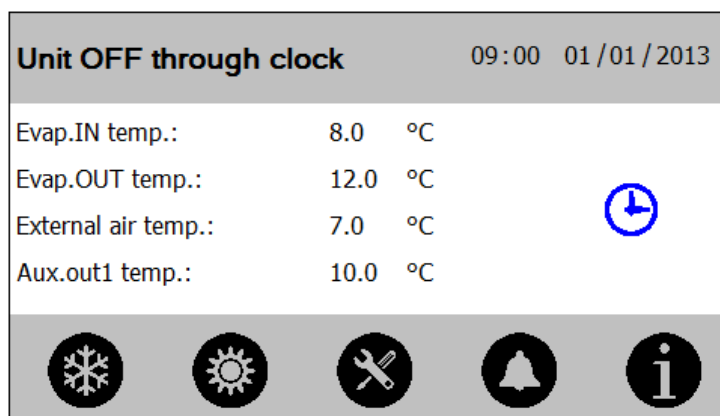 Unit OFF through clock 09:00 01/01/2013
Evap.IN temp.: 8.0 °C
Evap.OUT temp.: 12.0 °C
External air temp.: 7.0 °C
Aux.out1 temp.: 10.0 °C